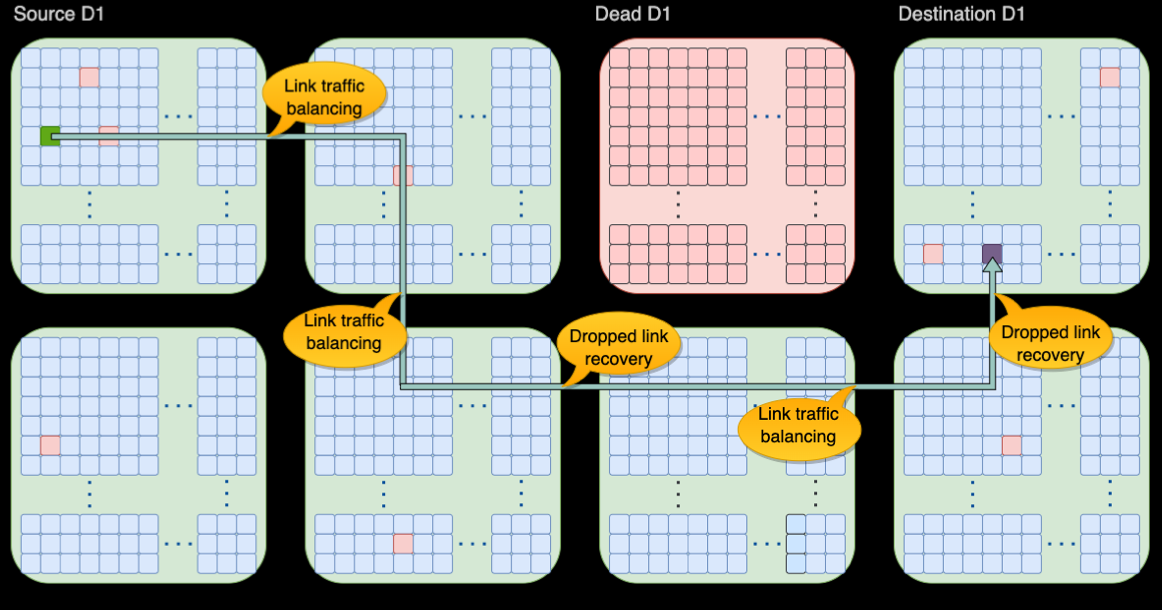 Source D1
Dead D1
Destination D1
Link traffic
balancing
Link traffic
balancing
Dropped link
recovery
Dropped link
recovery
Link traffic
balancing